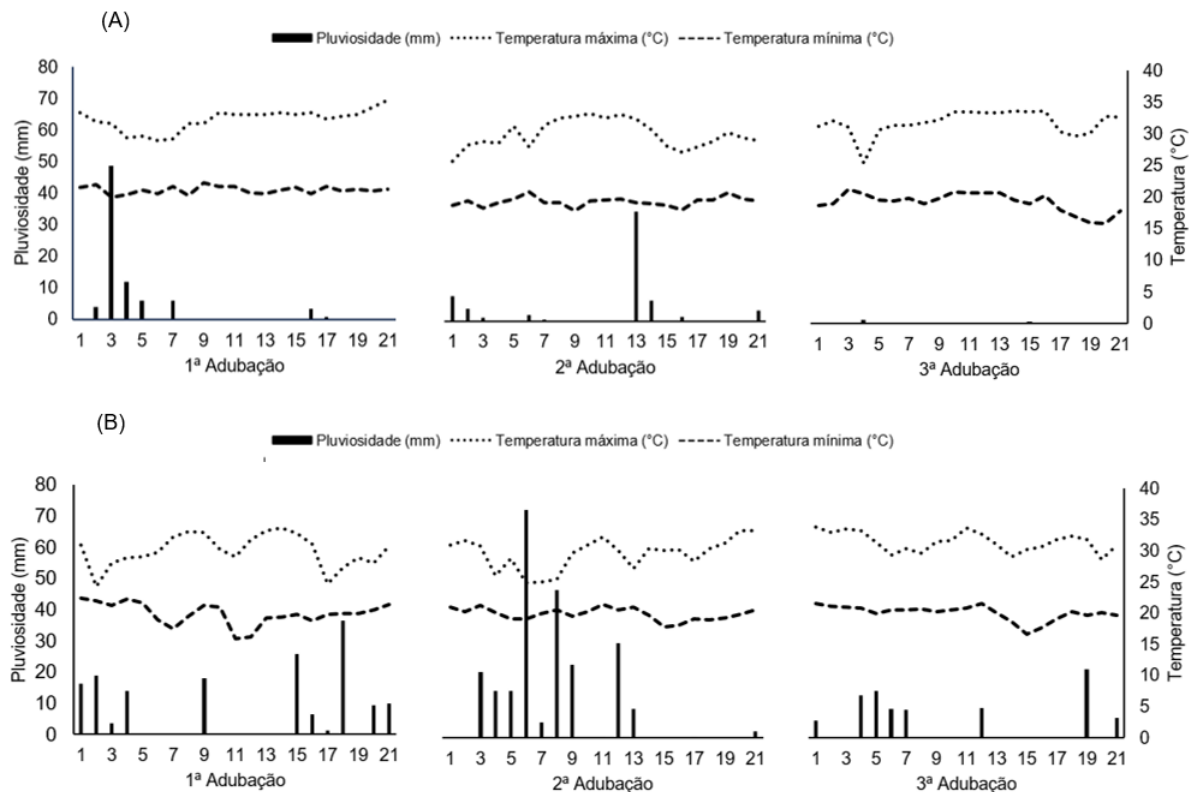 (A)
Pluviosidade (mm) Temperatura máxima (°C) Temperatura mínima (°C)
Pluviosidade (mm)
80
70
60
50
40
30
20
10
0
1 3 5 7 9 11 13 15 17 19 21
1ª Adubação
1 3 5 7 9 11 13 15 17 19 21
2ª Adubação
1 3 5 7 9 11 13 15 17 19 21
3ª Adubação
40
35
30
25
20
15
10
5
0
Temperatura (°C)
(B)
Pluviosidade (mm) Temperatura máxima (°C) Temperatura mínima (°C)
Pluviosidade (mm)
80
70
60
50
40
30
20
10
0
1 3 5 7 9 11 13 15 17 19 21
1ª Adubação
1 3 5 7 9 11 13 15 17 19 21
2ª Adubação
1 3 5 7 9 11 13 15 17 19 21
3ª Adubação
40
35
30
25
20
15
10
5
0
Temperatura (°C)